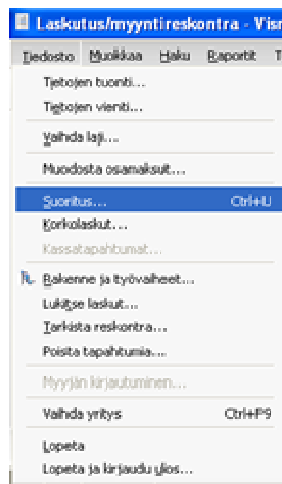 Laskutus/myyntireskontra - Vis
Tiedosto Muokkaa Haku Raportit T
Tietojen tuonti...
Tietojen vienti...
Vaihda laji...
Muodosta osamaksut...
Suoritus... Ctrl+U
Korkolaskut...
Kassatapahtumat...
Rakenne ja työvaiheet...
Lukitse laskut...
Tarkista reskontra...
Poista tapahtumia...
Myyjän kirjautuminen...
Vaihda yritys Ctrl+F9
Lopeta
Lopeta ja kirjaudu ulos...